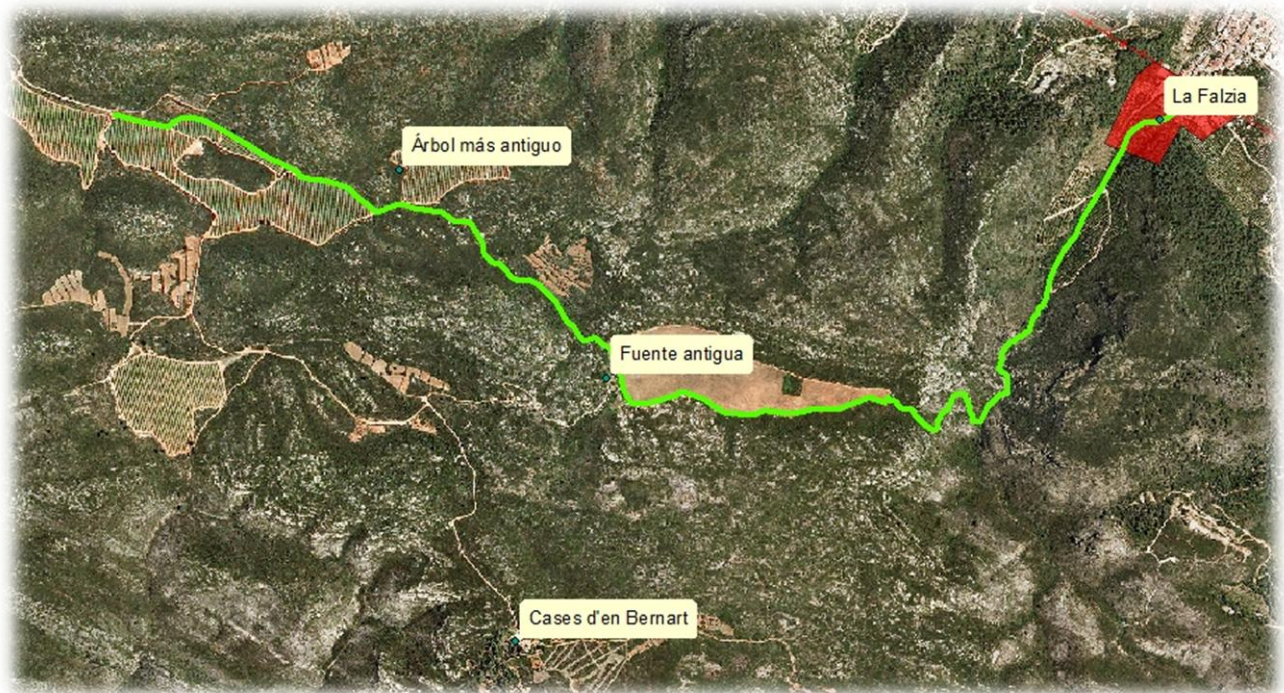 La Falzia
Árbol más antiguo
Fuente antigua
Cases d'en Bernart